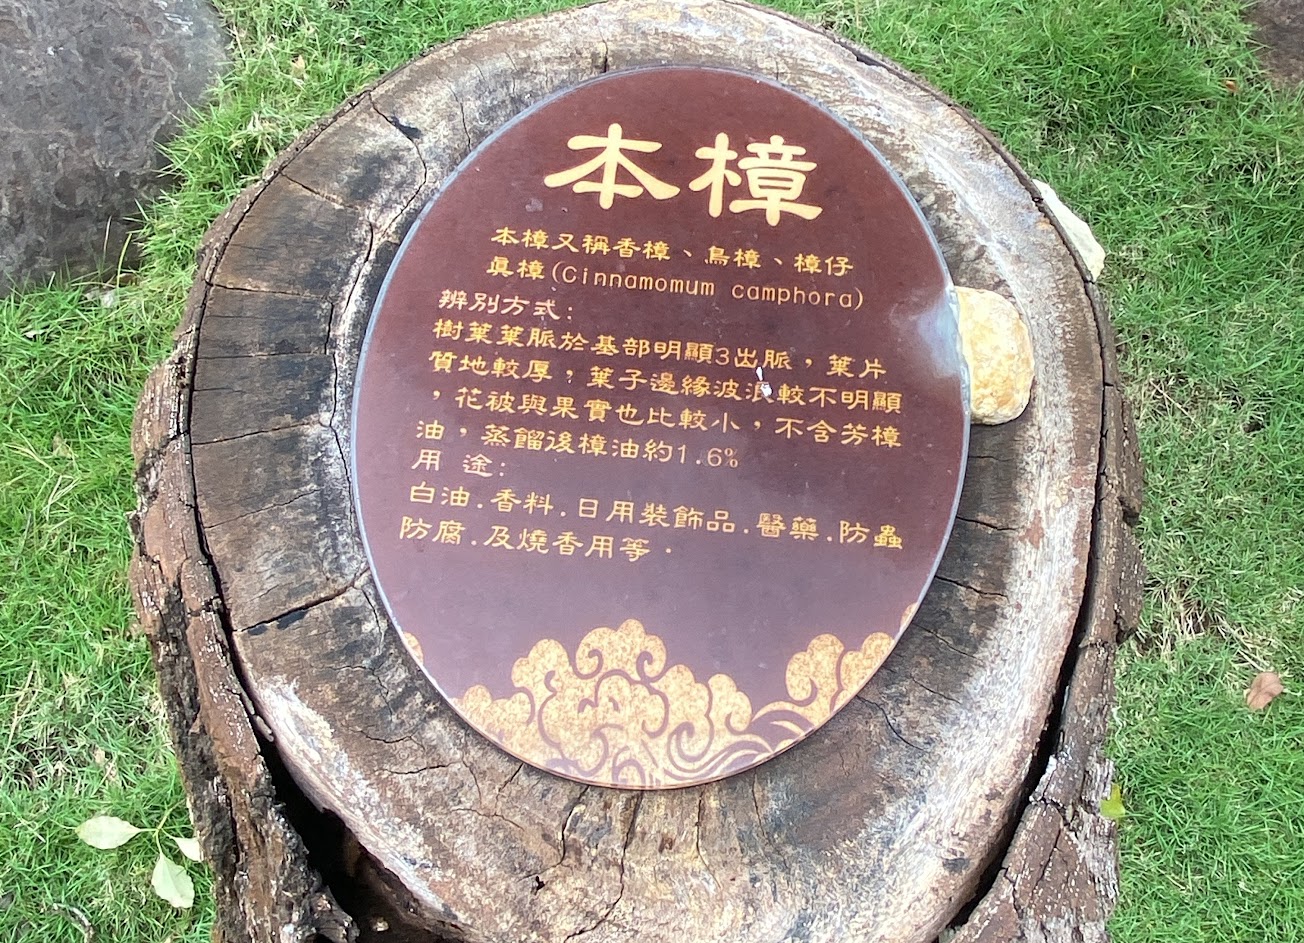 本樟
本樟又稱香樟、鳥樟、樟仔
真樟(Cinnamomum camphora)
辨別方式:
樹葉葉脈於基部明顯3出脈，葉片
質地較厚，葉子邊緣波浪較不明顯
，花被與果實也比較小，不含芳樟
油，蒸餾後樟油約1.6%
用 途:
白油.香料.日用裝飾品.醫藥.防蟲
防腐.及燒香用等.